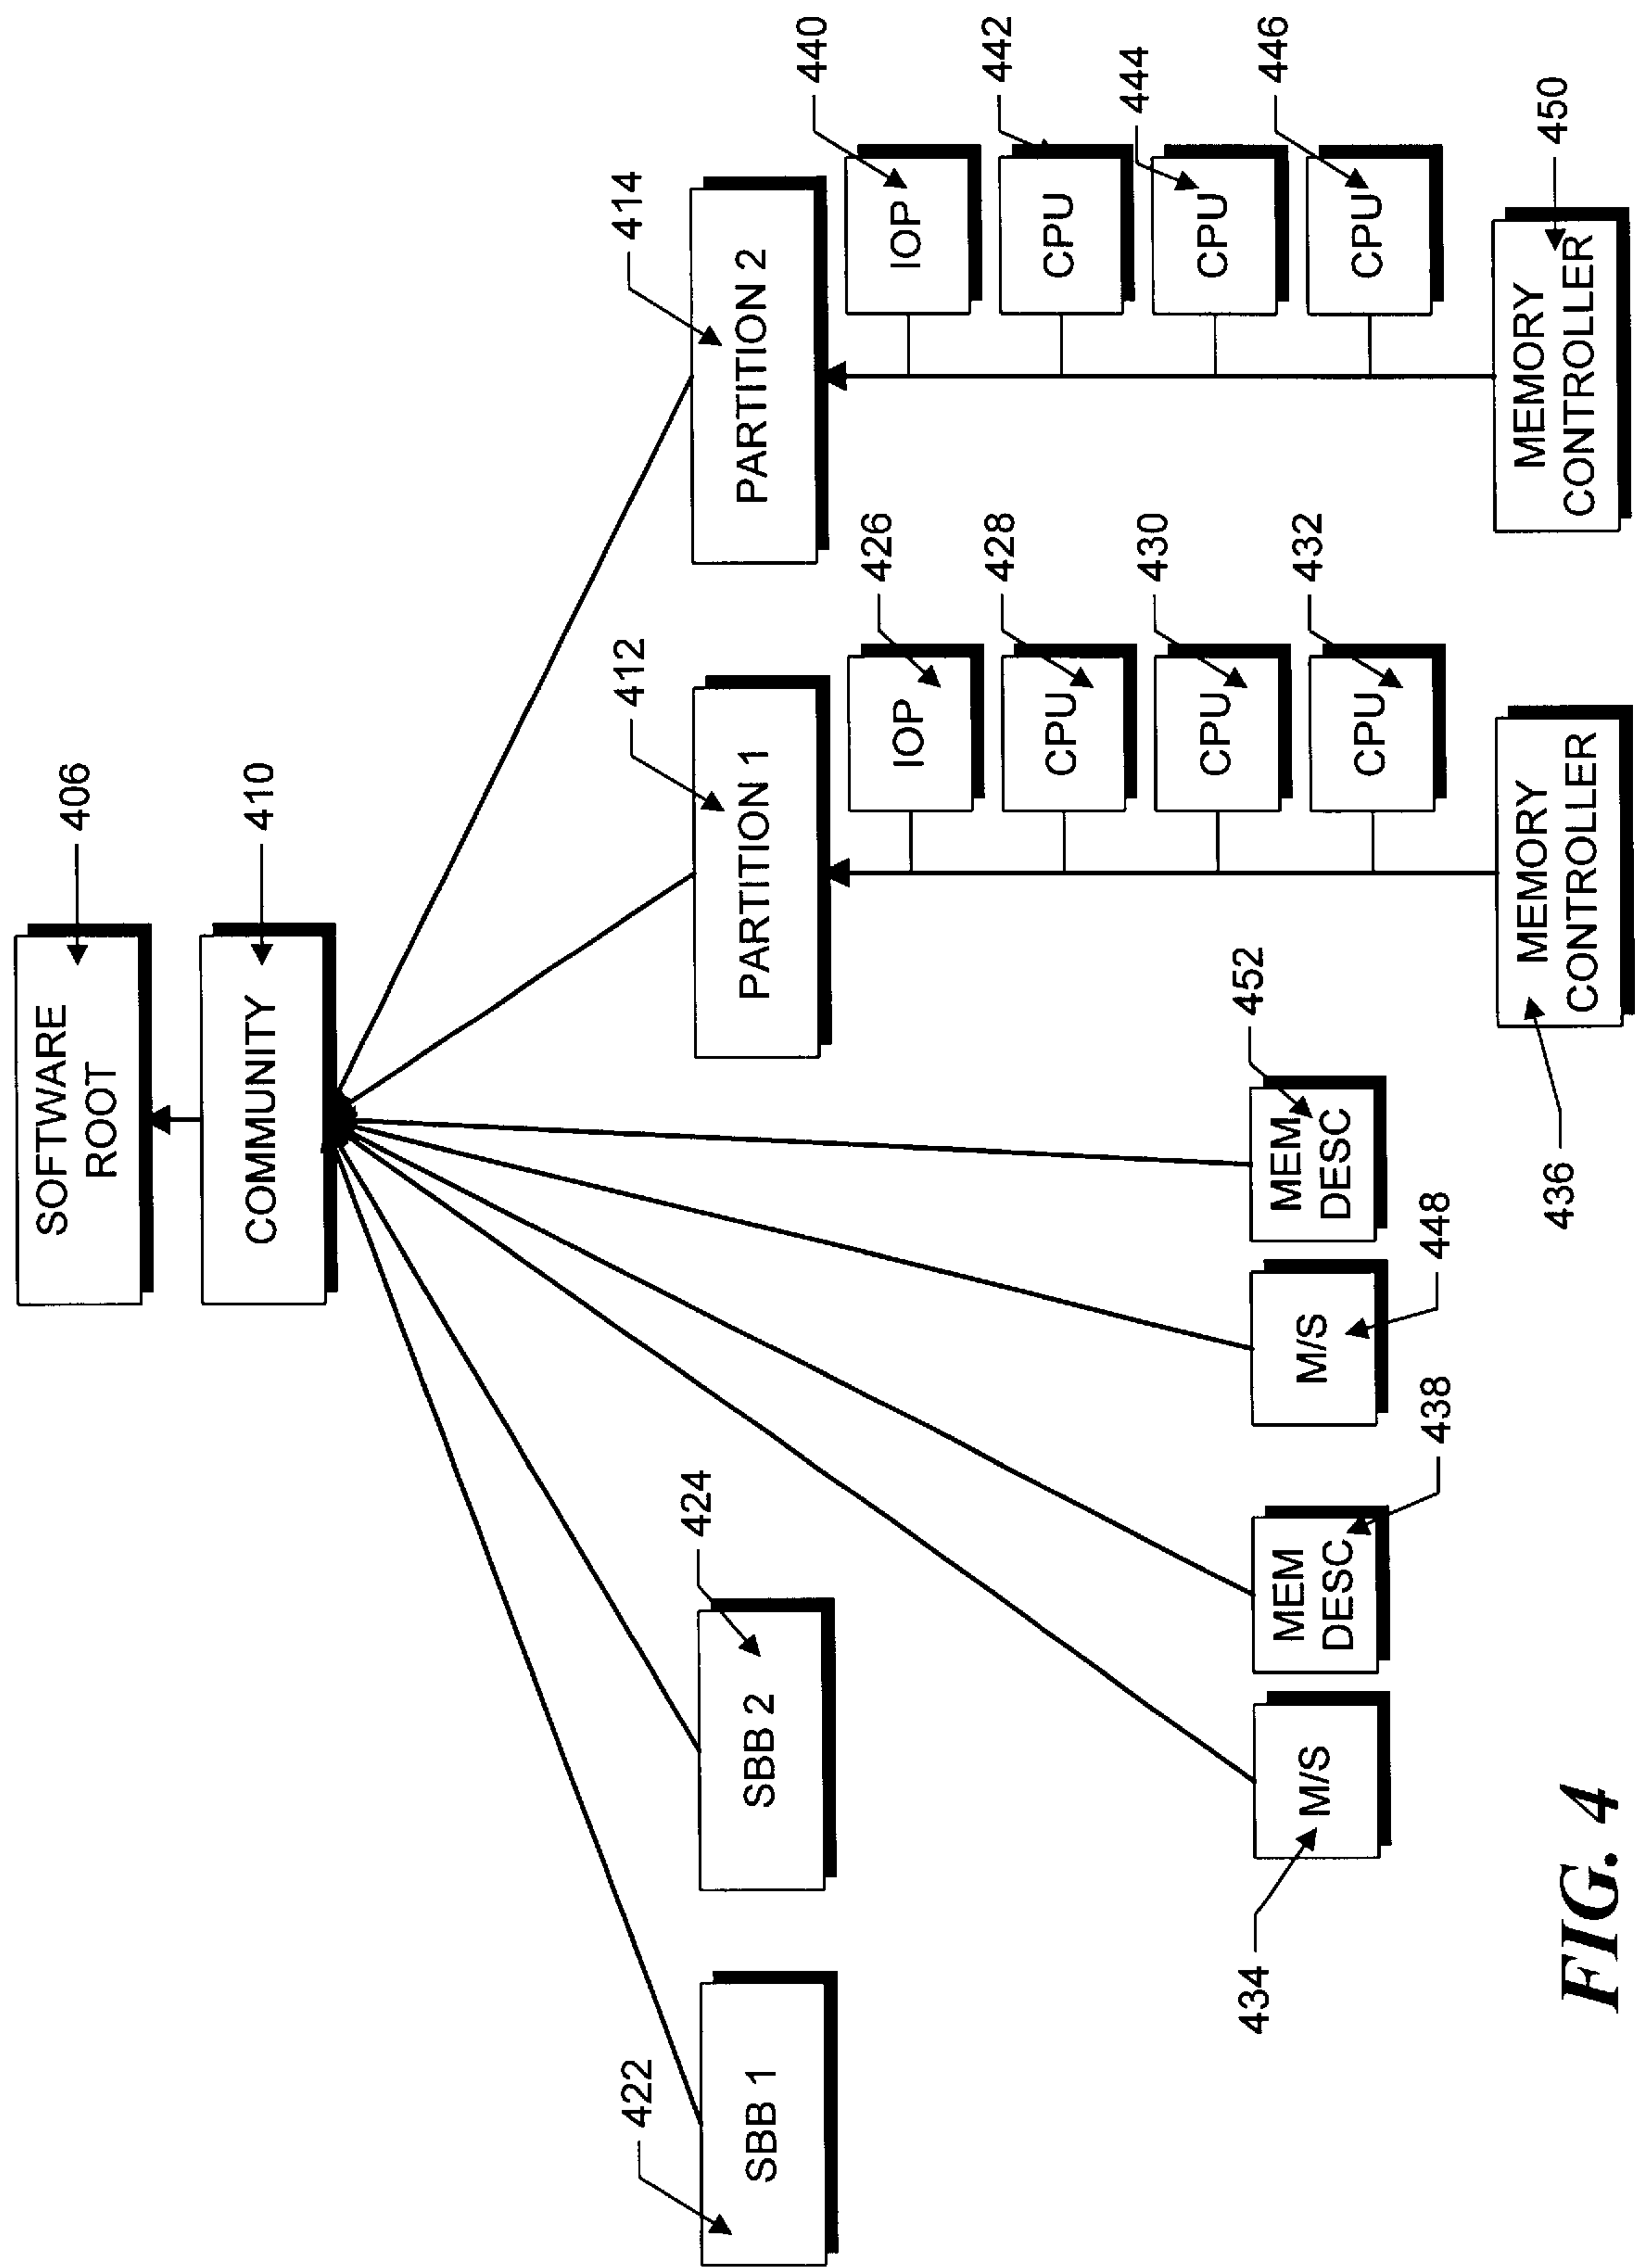 SOFTWARE
ROOT
406
COMMUNITY
410
422
SBB 1
424
SBB 2
412
PARTITION 1
414
PARTITION 2
426
IOP
428
CPU
430
CPU
432
CPU
440
IOP
442
CPU
444
CPU
446
CPU
434
M/S
MEM
DESC
438
M/S
448
MEM
DESC
452
436
MEMORY
CONTROLLER
MEMORY
CONTROLLER
450
FIG. 4